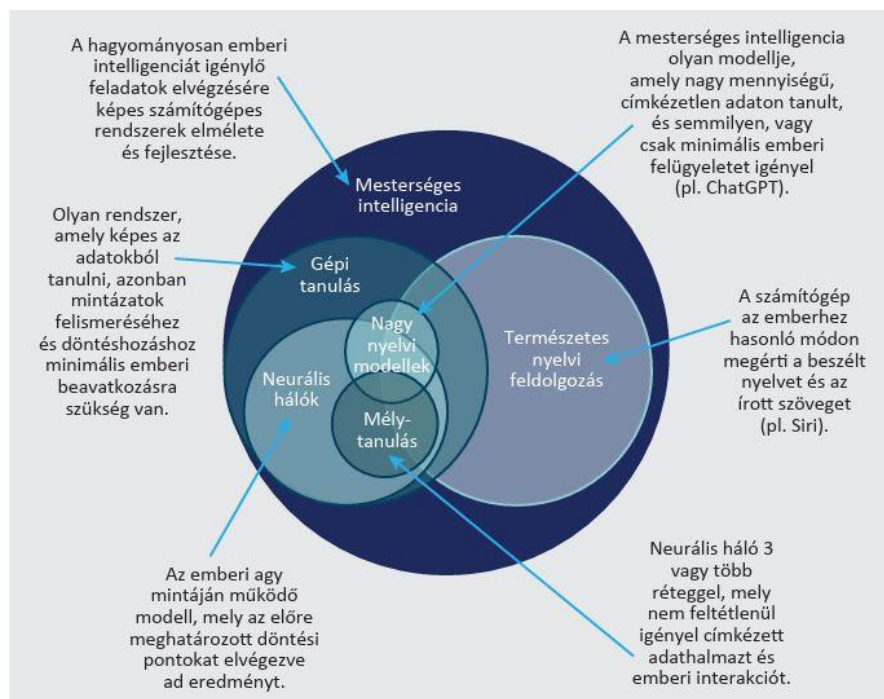 A hagyományosan emberi
intelligenciát igénylő
feladatok elvégzésére
képes számítógépes
rendszerek elmélete
és fejlesztése.
A mesterséges intelligencia
olyan modellje,
amely nagy mennyiségű,
címkézetlen adaton tanult,
és semmilyen, vagy
csak minimális emberi
felügyeletet igényel
(pl. ChatGPT).
Mesterséges
intelligencia
Olyan rendszer,
amely képes az
adatokból
tanulni, azonban
mintázatok
felismeréséhez
és döntéshozáshoz
minimális emberi
beavatkozásra
szükség van.
Gépi
tanulás
Nagy
nyelvi
modellek
Természetes
nyelvi
feldolgozás
A számítógép
az emberhez
hasonló módon
megérti a beszélt
nyelvet és az
írott szöveget
(pl. Siri).
Neurális
hálók
Mély-
tanulás
Az emberi agy
mintáján működő
modell, mely az előre
meghatározott döntési
pontokat elvégezve
ad eredményt.
Neurális háló 3
vagy több
réteggel, mely
nem feltétlenül
igényel címkézett
adathalmazt és
emberi interakciót.